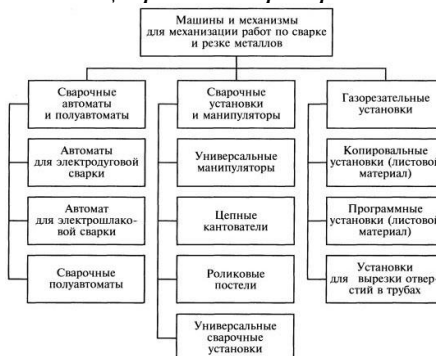 Машины и механизмы
для механизации работ по сварке
и резке металлов
Сварочные
автоматы
и полуавтоматы
Автоматы
для электродуговой
сварки
Автомат
для электрошлако-
вой сварки
Сварочные
полуавтоматы
Сварочные
установки
и манипуляторы
Универсальные
манипуляторы
Цепные
кантователи
Роликовые
постели
Универсальные
сварочные
установки
Газорезательные
установки
Копировальные
установки (листовой
материал)
Программные
установки (листовой
материал)
Установки
для вырезки отвер-
стий в трубах